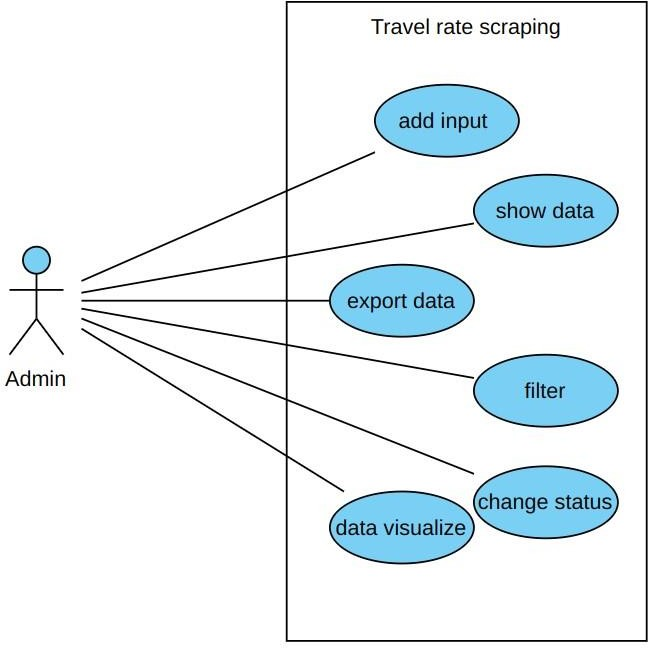 Travel rate scraping
add input
show data
export data
Admin
filter
change status
data visualize